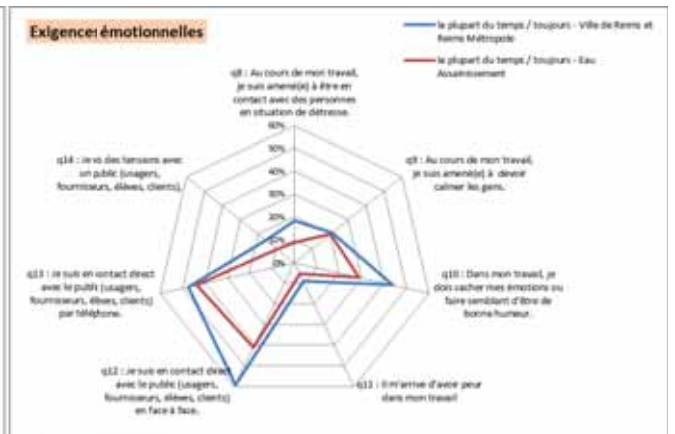 Exigences émotionnelles
le plupart du temps / toujours - Ville de Reims et
Reims Métropole
le plupart du temps / toujours - Eau
Assainissement
q8 : Au cours de mon travail,
je suis amené(e) à être en
contact avec des personnes
en situation de détresse.
q9 : Au cours de mon travail,
je suis amené(e) à devoir
calmer les gens.
q10 : Dans mon travail, je
dois cacher mes émotions ou
faire semblant d'être de
bonne humeur.
q11 : Il m'arrive d'avoir peur
dans mon travail
q12 : Je suis en contact direct
avec le public (usagers,
fournisseurs, élèves, clients)
en face à face.
q13 : Je suis en contact direct
avec le public (usagers,
fournisseurs, élèves, clients)
par téléphone.
q14 : Je vis des tensions avec
un public (usagers,
fournisseurs, élèves, clients).
60%
50%
40%
30%
20%
10%
0%